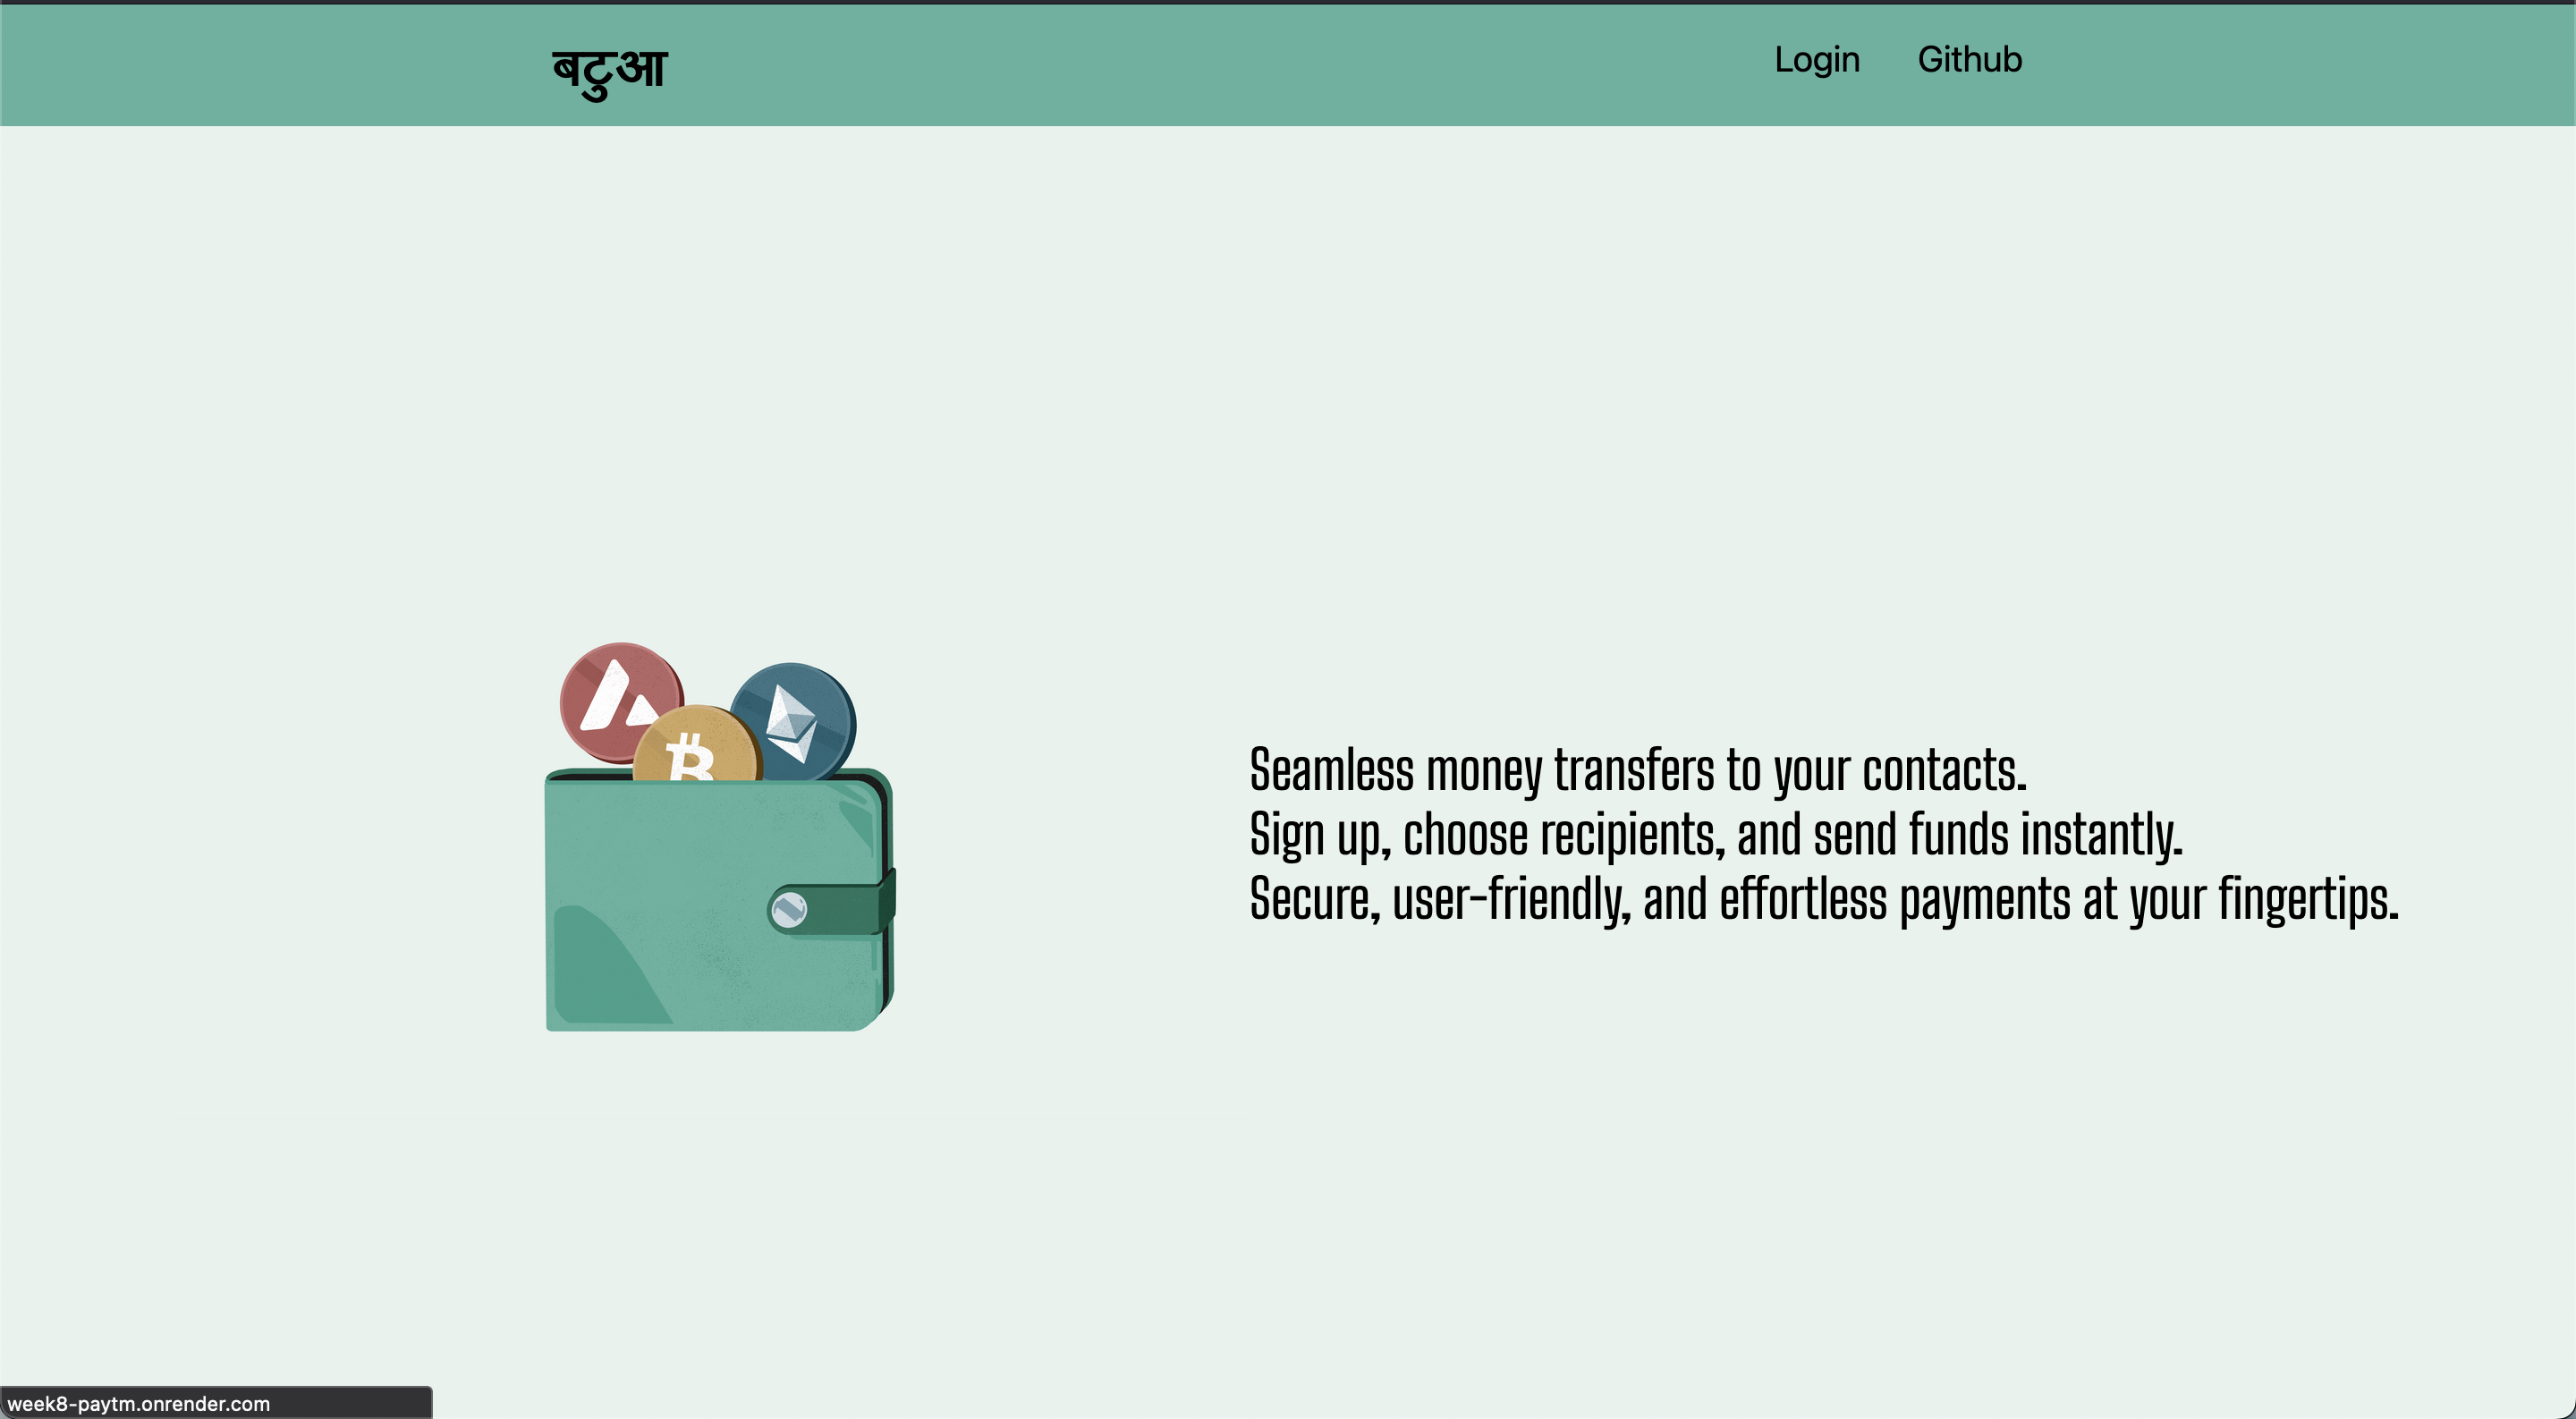 बटुआ
Login
Github
Seamless money transfers to your contacts.
Sign up, choose recipients, and send funds instantly.
Secure, user-friendly, and effortless payments at your fingertips.
week8-paytm.onrender.com